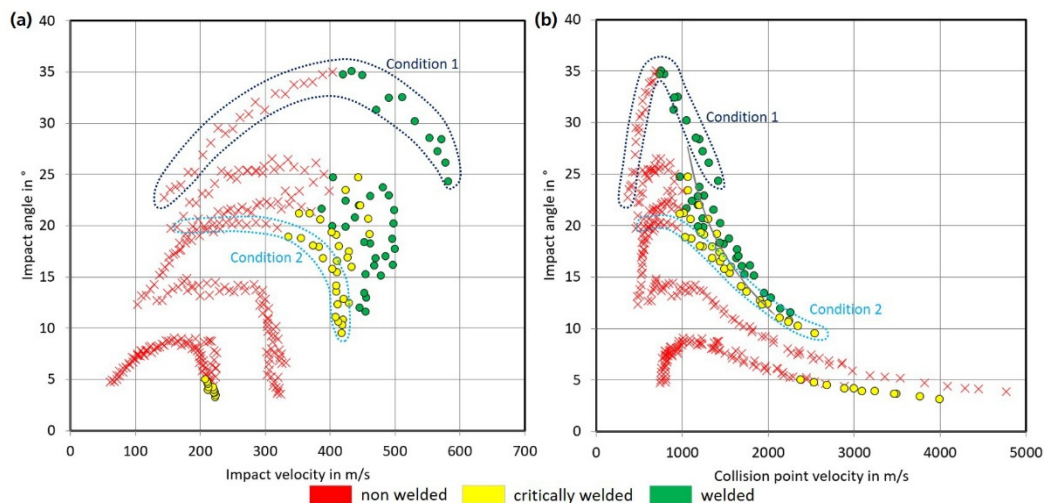 (a)
40
35
30
25
20
15
10
5
0
Impact angle in °
Condition 1
Condition 2
0 100 200 300 400 500 600 700
Impact velocity in m/s
(b)
40
35
30
25
20
15
10
5
0
Impact angle in °
Condition 1
Condition 2
0 1000 2000 3000 4000 5000
Collision point velocity in m/s
non welded critically welded welded